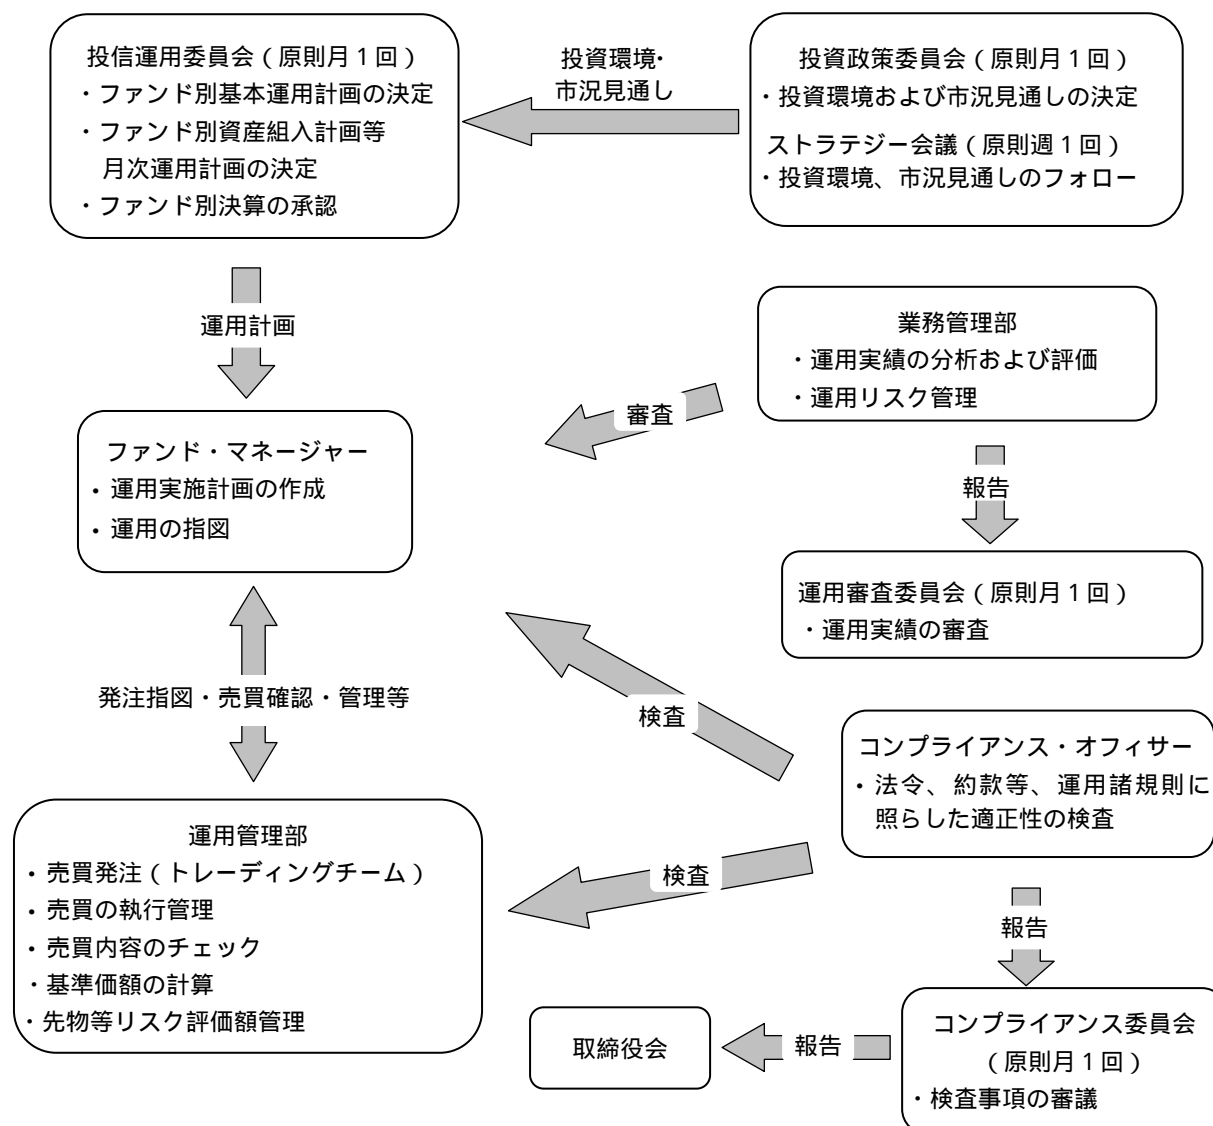 投信運用委員会(原則月1回)
・ファンド別基本運用計画の決定
・ファンド別資産組入計画等
月次運用計画の決定
・ファンド別決算の承認
投資環境・
市況見通し
投資政策委員会(原則月1回)
・投資環境および市況見通しの決定
ストラテジー会議(原則週1回)
・投資環境、市況見通しのフォロー
運用計画
業務管理部
・運用実績の分析および評価
・運用リスク管理
審査
ファンド・マネージャー
・運用実施計画の作成
・運用の指図
報告
運用審査委員会(原則月1回)
・運用実績の審査
発注指図・売買確認・管理等
検査
コンプライアンス・オフィサー
・法令、約款等、運用諸規則に
照らした適正性の検査
運用管理部
・売買発注(トレーディングチーム)
・売買の執行管理
・売買内容のチェック
・基準価額の計算
・先物等リスク評価額管理
検査
報告
コンプライアンス委員会
(原則月1回)
・検査事項の審議
報告
取締役会